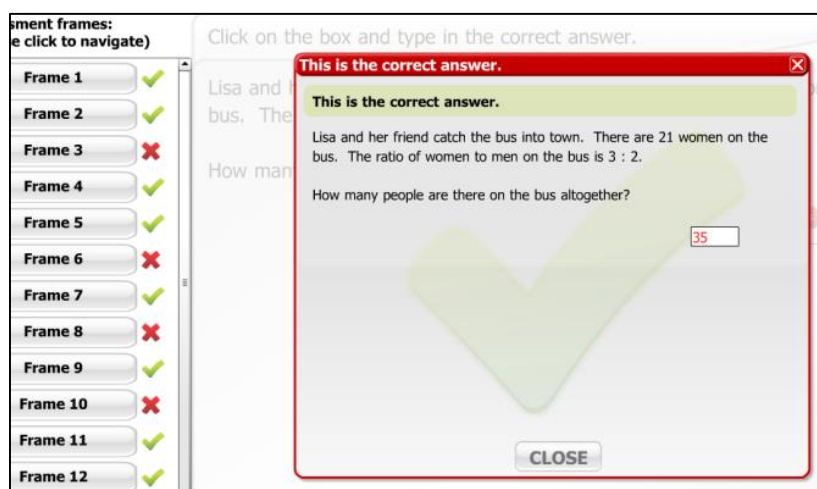 sment frames:
e click to navigate)
Frame 1
Frame 2
Frame 3
Frame 4
Frame 5
Frame 6
Frame 7
Frame 8
Frame 9
Frame 10
Frame 11
Frame 12
Click on the box and type in the correct answer.
Lisa and h
bus. The
How man
This is the correct answer.
This is the correct answer.
Lisa and her friend catch the bus into town. There are 21 women on the
bus. The ratio of women to men on the bus is 3 : 2.
How many people are there on the bus altogether?
35
CLOSE